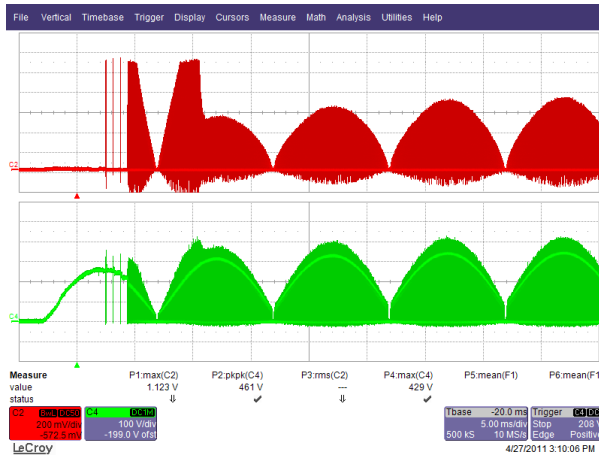 File Vertical Timebase Trigger Display Cursors Measure Math Analysis Utilities Help
C2
C4
Measure P1:max(C2) P2:pkpk(C4) P3:rms(C2) P4:max(C4) P5:mean(F1) P6:mean(F1)
value 1.123 V 461 V --- 429 V
status
C2 BwL DC50
200 mV/div
-572.5 mV
C4 DC1M
100 V/div
-199.0 V ofst
Tbase -20.0 ms
5.00 ms/div
500 kS 10 MS/s
Trigger C4 DC
Stop 208 V
Edge Positive
LeCroy
4/27/2011 3:10:06 PM